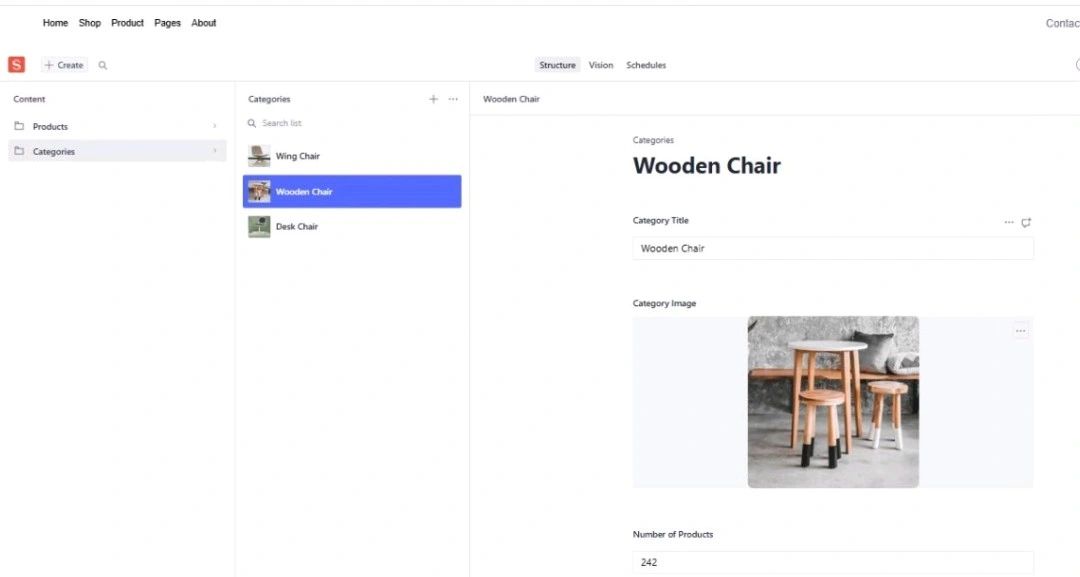 Home Shop Product Pages About Contac
S Create Structure Vision Schedules
Content
Products
Categories
Categories
Search list
Wing Chair
Wooden Chair
Desk Chair
Wooden Chair
Categories
Wooden Chair
Category Title
Wooden Chair
Category Image
Number of Products
242